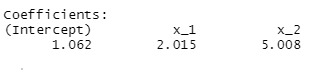 Coefficients:
(Intercept) x_1 x_2
1.062 2.015 5.008